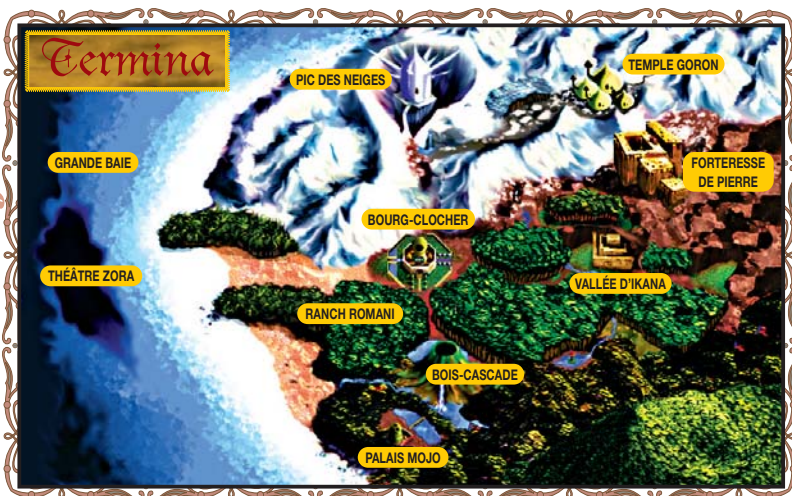 Termina
PIC DES NEIGES
TEMPLE GORON
GRANDE BAIE
FORTERESSE
DE PIERRE
BOURG-CLOCHER
THÉÂTRE ZORA
VALLÉE D'IKANA
RANCH ROMANI
BOIS-CASCADE
PALAIS MOJO